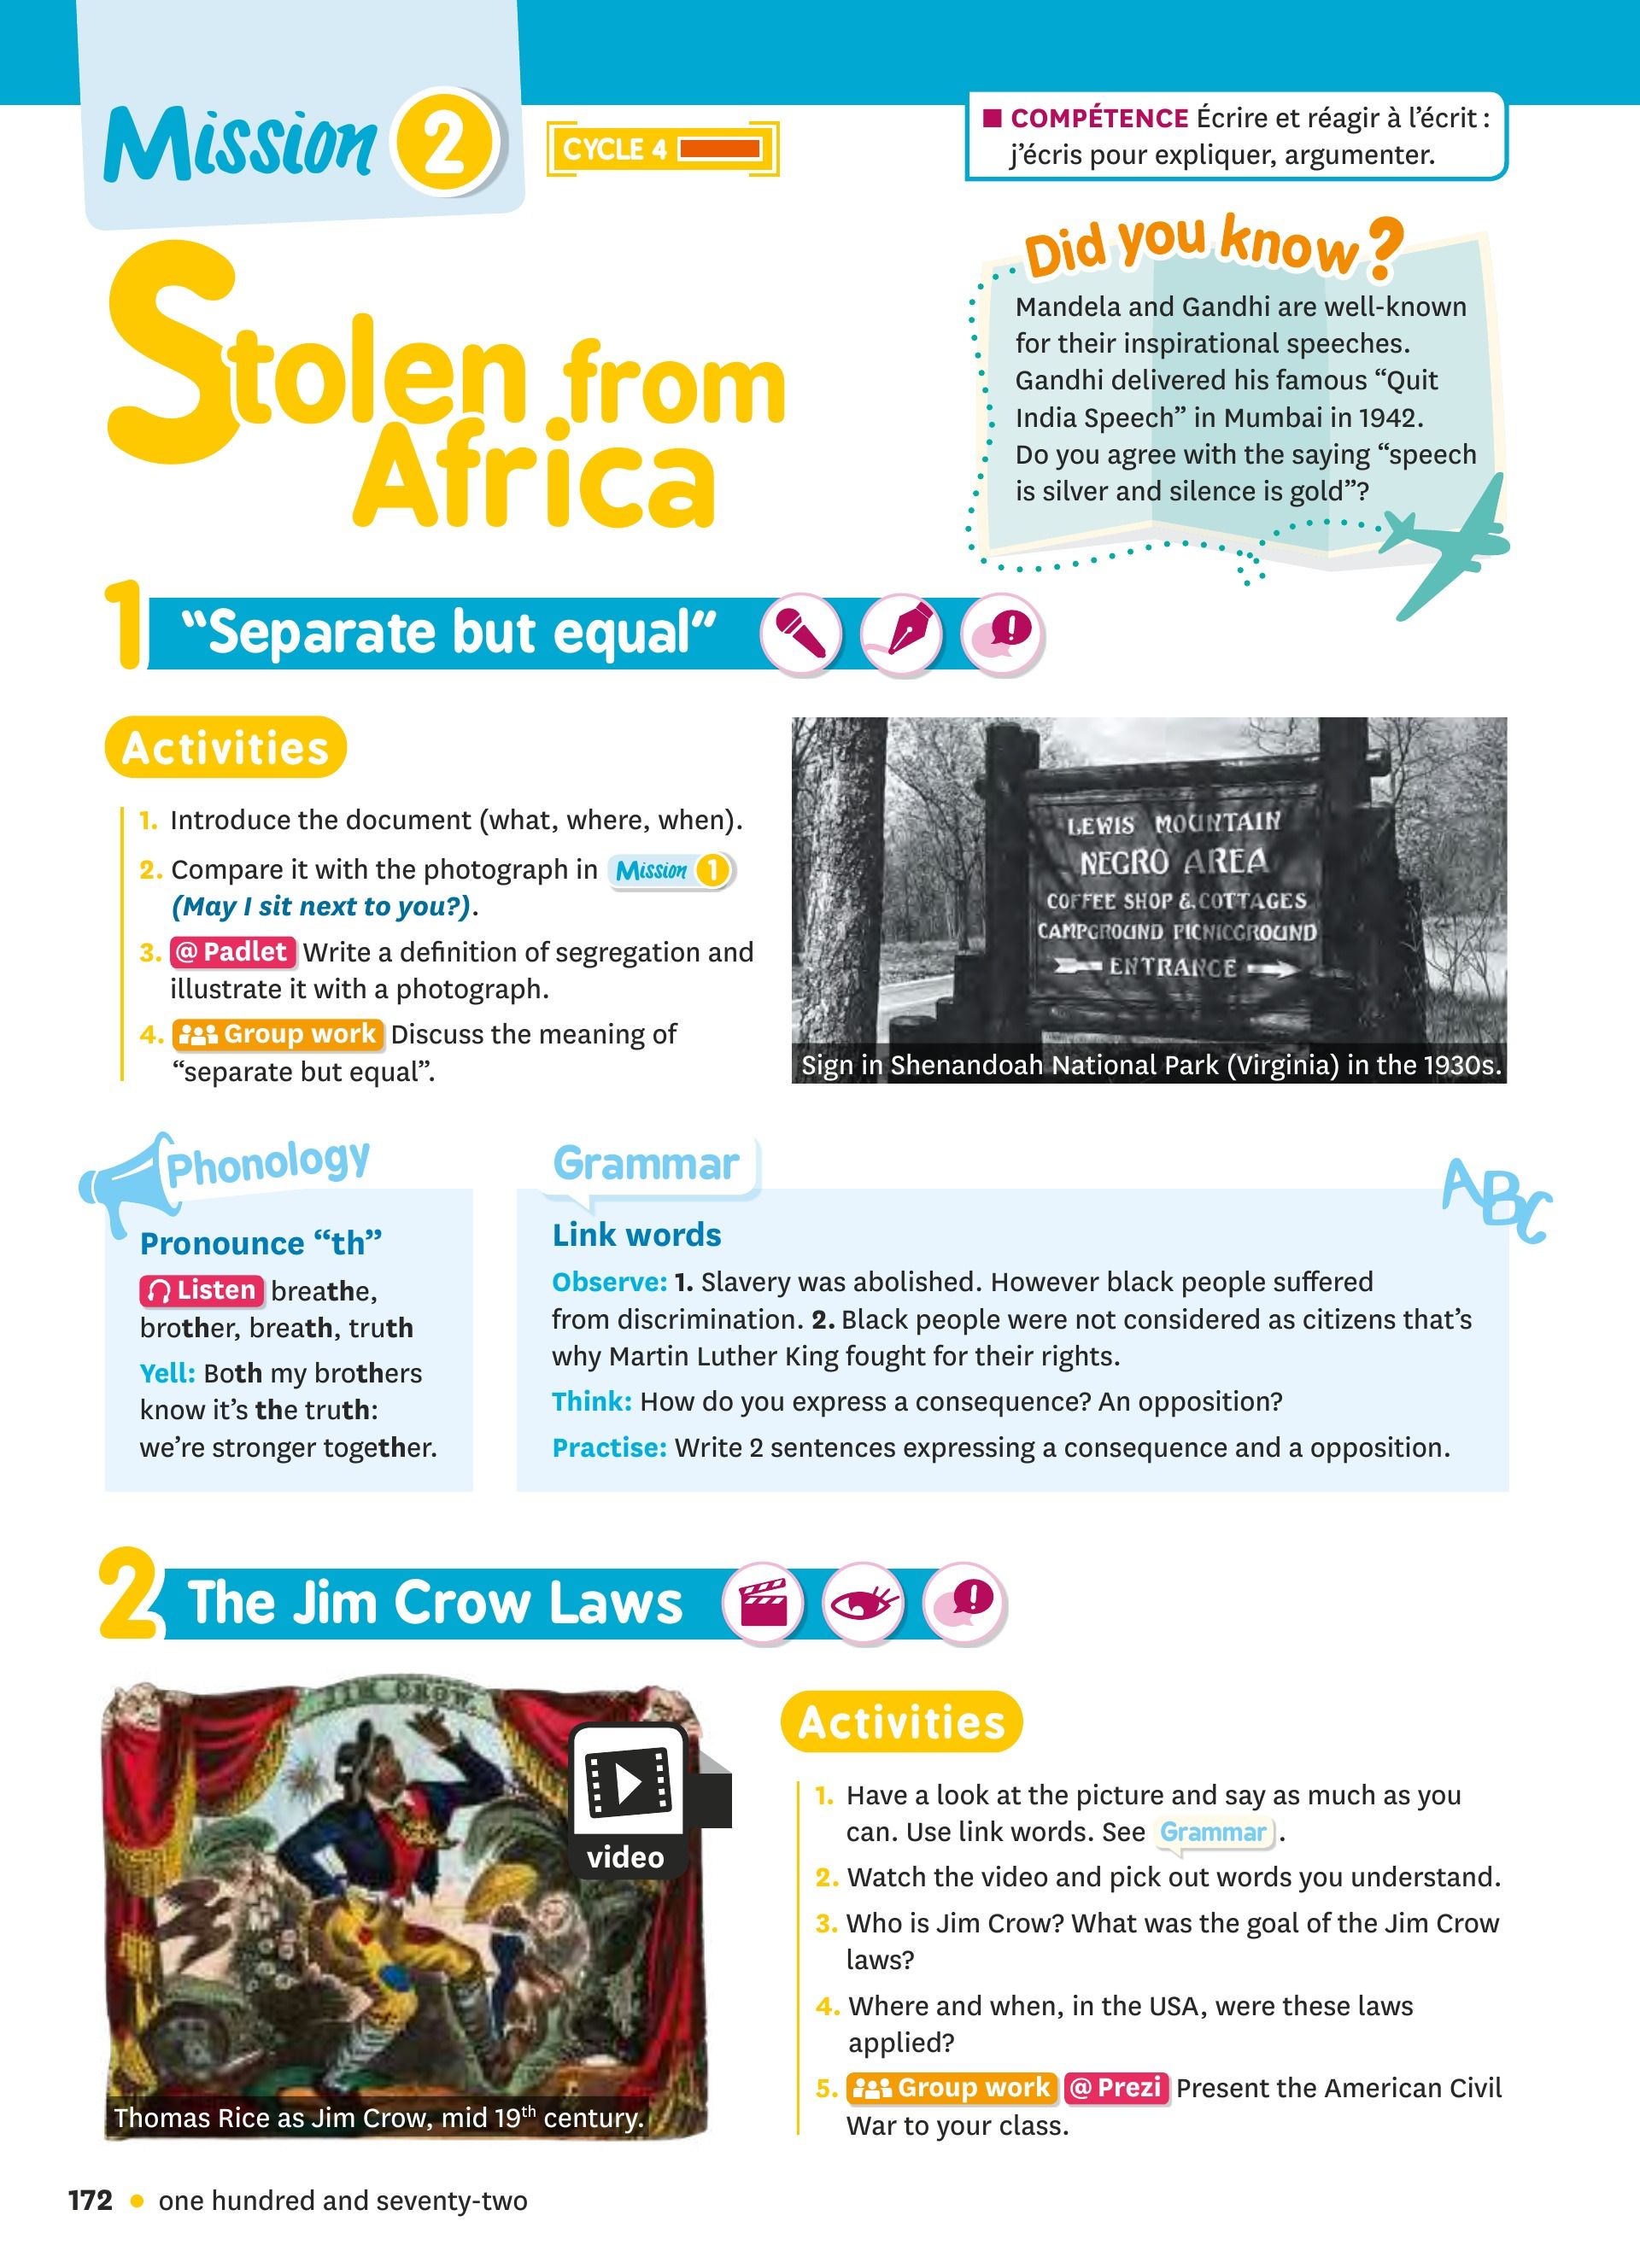 Mission 2
CYCLE 4
■ COMPÉTENCE Écrire et réagir à l’écrit :
j’écris pour expliquer, argumenter.
Stolen from
Africa
Did you know?
Mandela and Gandhi are well-known
for their inspirational speeches.
Gandhi delivered his famous “Quit
India Speech” in Mumbai in 1942.
Do you agree with the saying “speech
is silver and silence is gold”?
1 “Separate but equal”
Activities
1. Introduce the document (what, where, when).
2. Compare it with the photograph in Mission 1
(May I sit next to you?).
3. @ Padlet Write a definition of segregation and
illustrate it with a photograph.
4. Group work Discuss the meaning of
“separate but equal”.
LEWIS MOUNTAIN
NEGRO AREA
COFFEE SHOP & COTTAGES
CAMPGROUND PICNICGROUND
ENTRANCE
Sign in Shenandoah National Park (Virginia) in the 1930s.
Phonology
Pronounce “th”
Listen breathe,
brother, breath, truth
Yell: Both my brothers
know it’s the truth:
we’re stronger together.
Grammar
ABC
Link words
Observe: 1. Slavery was abolished. However black people suffered
from discrimination. 2. Black people were not considered as citizens that’s
why Martin Luther King fought for their rights.
Think: How do you express a consequence? An opposition?
Practise: Write 2 sentences expressing a consequence and a opposition.
2 The Jim Crow Laws
JIM CROW
video
Thomas Rice as Jim Crow, mid 19th century.
Activities
1. Have a look at the picture and say as much as you
can. Use link words. See Grammar.
2. Watch the video and pick out words you understand.
3. Who is Jim Crow? What was the goal of the Jim Crow
laws?
4. Where and when, in the USA, were these laws
applied?
5. Group work @ Prezi Present the American Civil
War to your class.
172 • one hundred and seventy-two